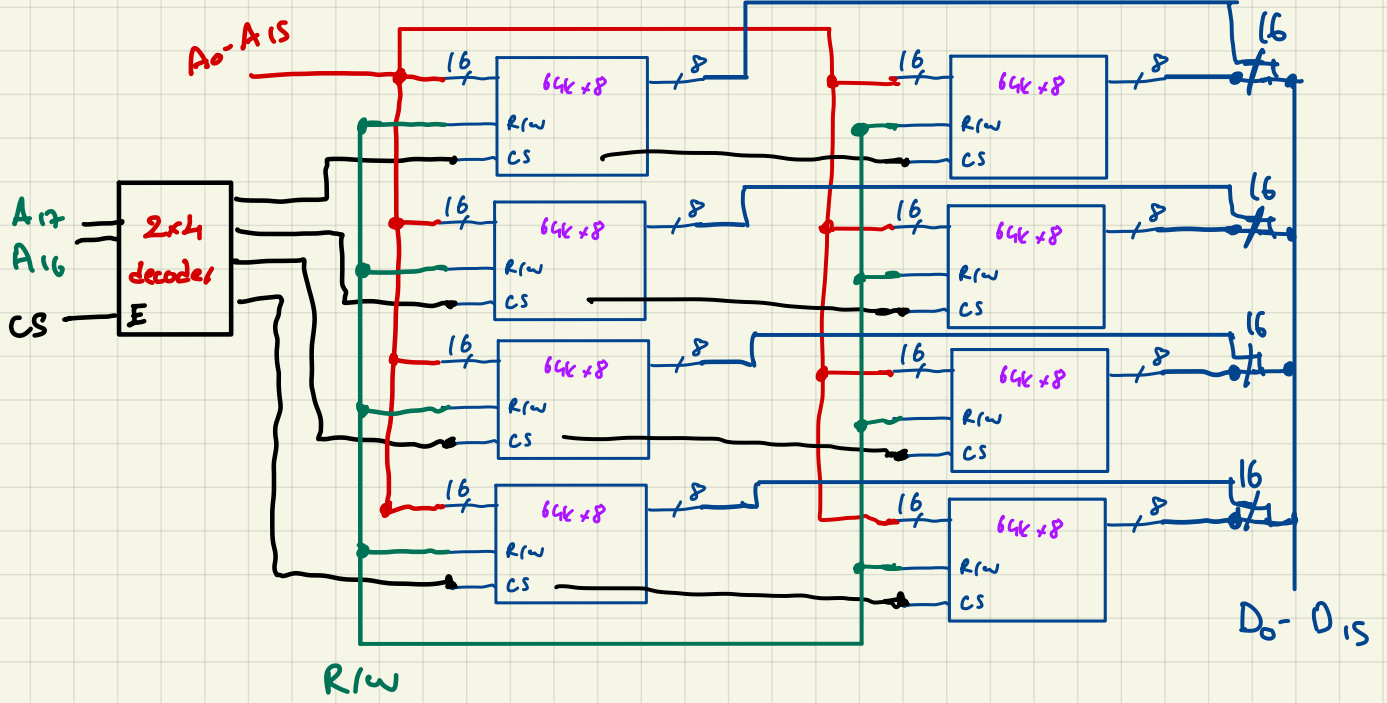 A0-A15
16
64K×8
8
R/W
CS
16
64K×8
8
R/W
CS
16
A17
A16
CS
2×4
decoder
E
16
64K×8
8
R/W
CS
16
64K×8
8
R/W
CS
16
16
64K×8
8
R/W
CS
16
64K×8
8
R/W
CS
16
16
64K×8
8
R/W
CS
16
64K×8
8
R/W
CS
16
R/W
D0-D15